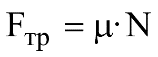 Fтр = μ· N